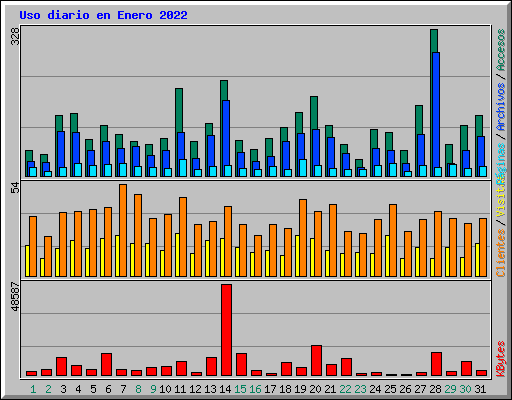 Uso diario en Enero 2022
328
54
48587
Accesos / Archivos / Páginas
Clientes / Visitas
KBytes
1 2 3 4 5 6 7 8 9 10 11 12 13 14 15 16 17 18 19 20 21 22 23 24 25 26 27 28 29 30 31